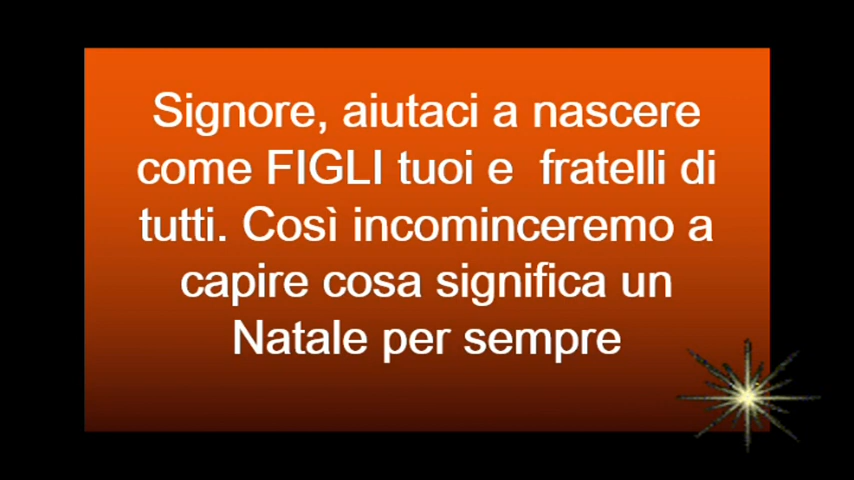 Signore, aiutaci a nascere
come FIGLI tuoi e  fratelli di
tutti. Così incominceremo a
capire cosa significa un
Natale per sempre